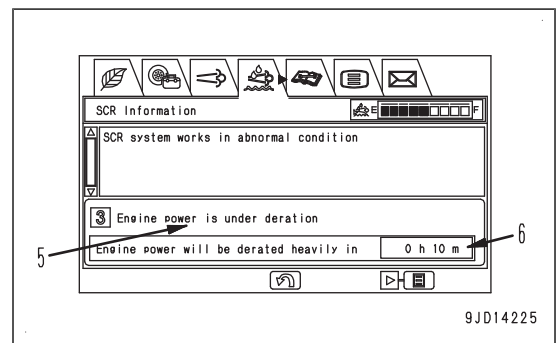 SCR Information
E F
SCR system works in abnormal condition
3 Engine power is under deration
Engine power will be derated heavily in 0 h 10 m
5
6
9JD14225